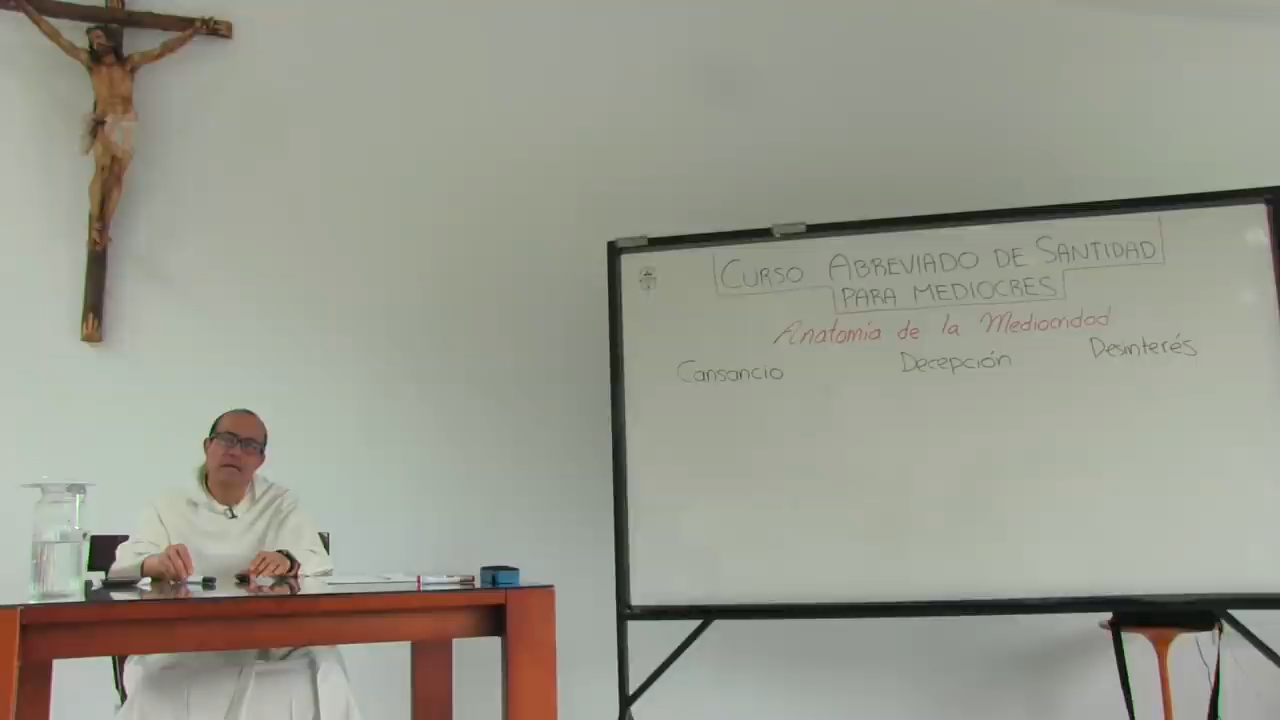 CURSO ABREVIADO DE SANTIDAD
PARA MEDIOCRES
Anatomía de la Mediocridad
Cansancio Decepción Desinterés